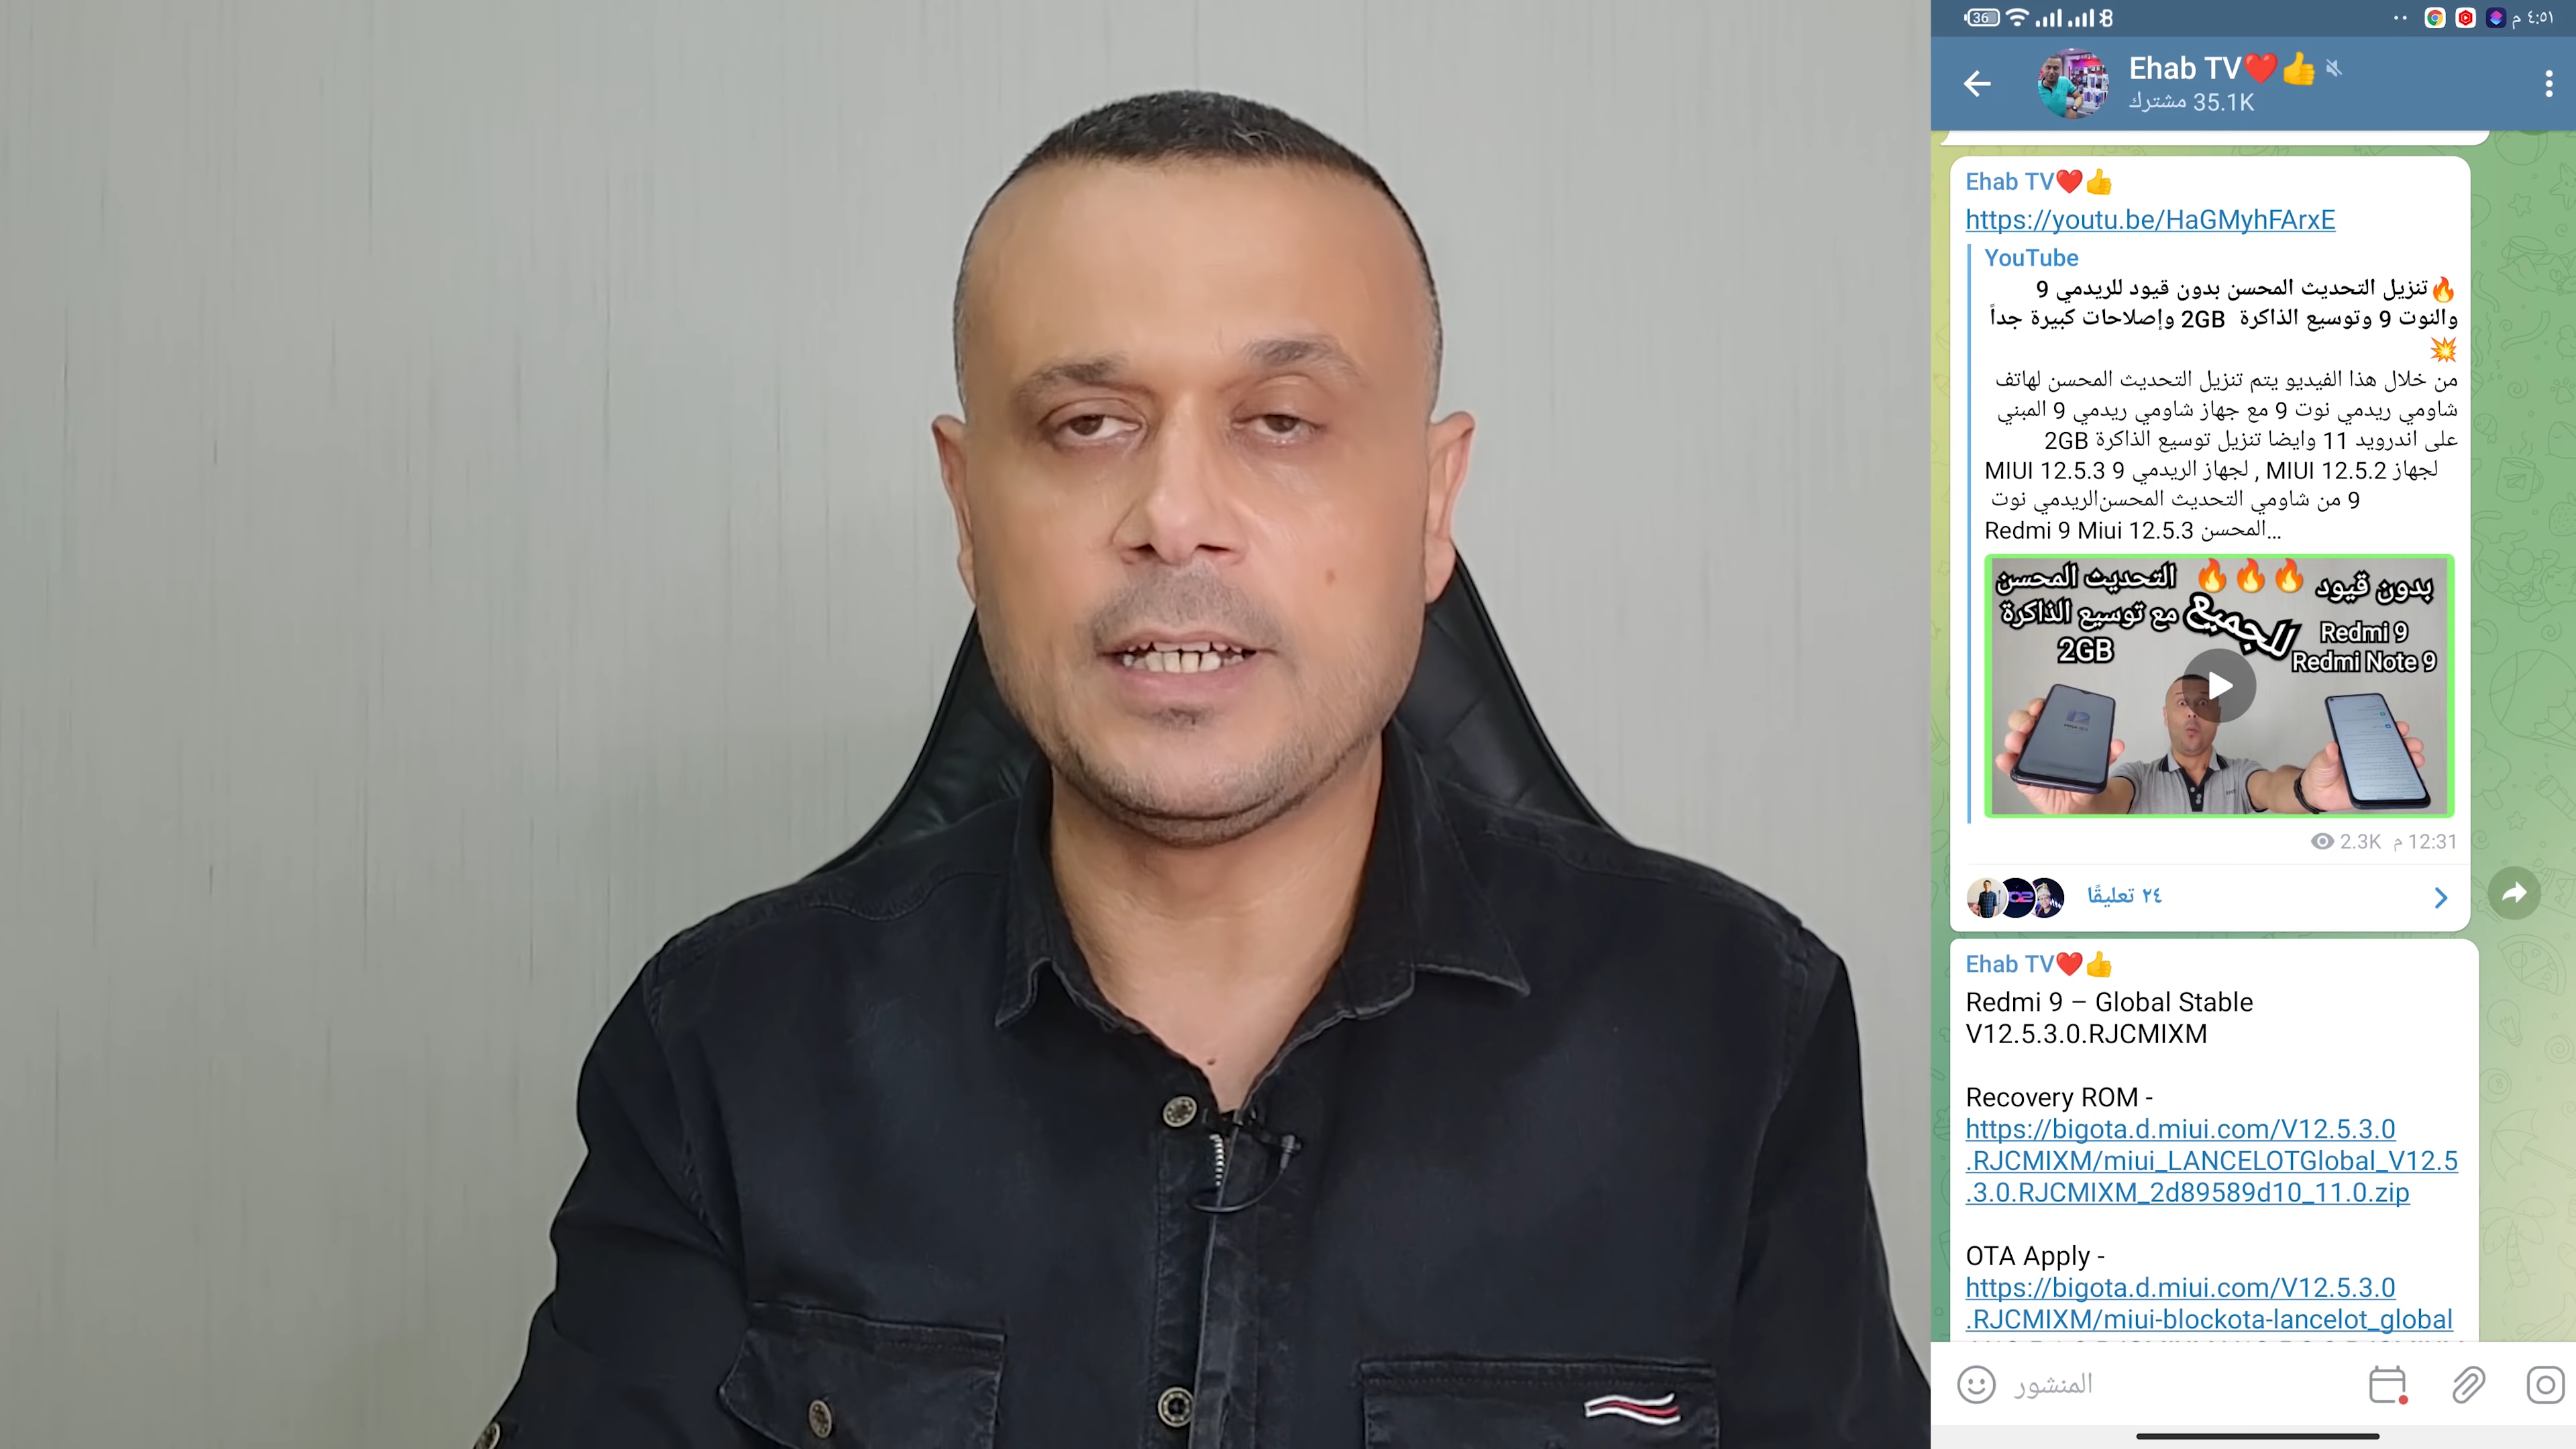 36
٤:٥١ م
Ehab TV❤️👍
35.1K مشترك
Ehab TV❤️👍
https://youtu.be/HaGMyhFArxE
YouTube
🔥تنزيل التحديث المحسن بدون قيود للريدمي 9
والنوت 9 وتوسيع الذاكرة 2GB وإصلاحات كبيرة جداً
💥
من خلال هذا الفيديو يتم تنزيل التحديث المحسن لهاتف
شاومي ريدمي نوت 9 مع جهاز شاومي ريدمي 9 المبني
على اندرويد 11 وايضا تنزيل توسيع الذاكرة 2GB
MIUI 12.5.3 لجهاز الريدمي 9 , MIUI 12.5.2 لجهاز
الريدمي نوت 9 من شاومي التحديث المحسن
Redmi 9 Miui 12.5.3 المحسن...
بدون قيود 🔥🔥🔥 التحديث المحسن
للجميع مع توسيع الذاكرة
2GB
Redmi 9
Redmi Note 9
2.3K 12:31 م
٢٤ تعليقًا
Ehab TV❤️👍
Redmi 9 – Global Stable
V12.5.3.0.RJCMIXM
Recovery ROM -
https://bigota.d.miui.com/V12.5.3.0
.RJCMIXM/miui_LANCELOTGlobal_V12.5
.3.0.RJCMIXM_2d89589d10_11.0.zip
OTA Apply -
https://bigota.d.miui.com/V12.5.3.0
.RJCMIXM/miui-blockota-lancelot_global
المنشور